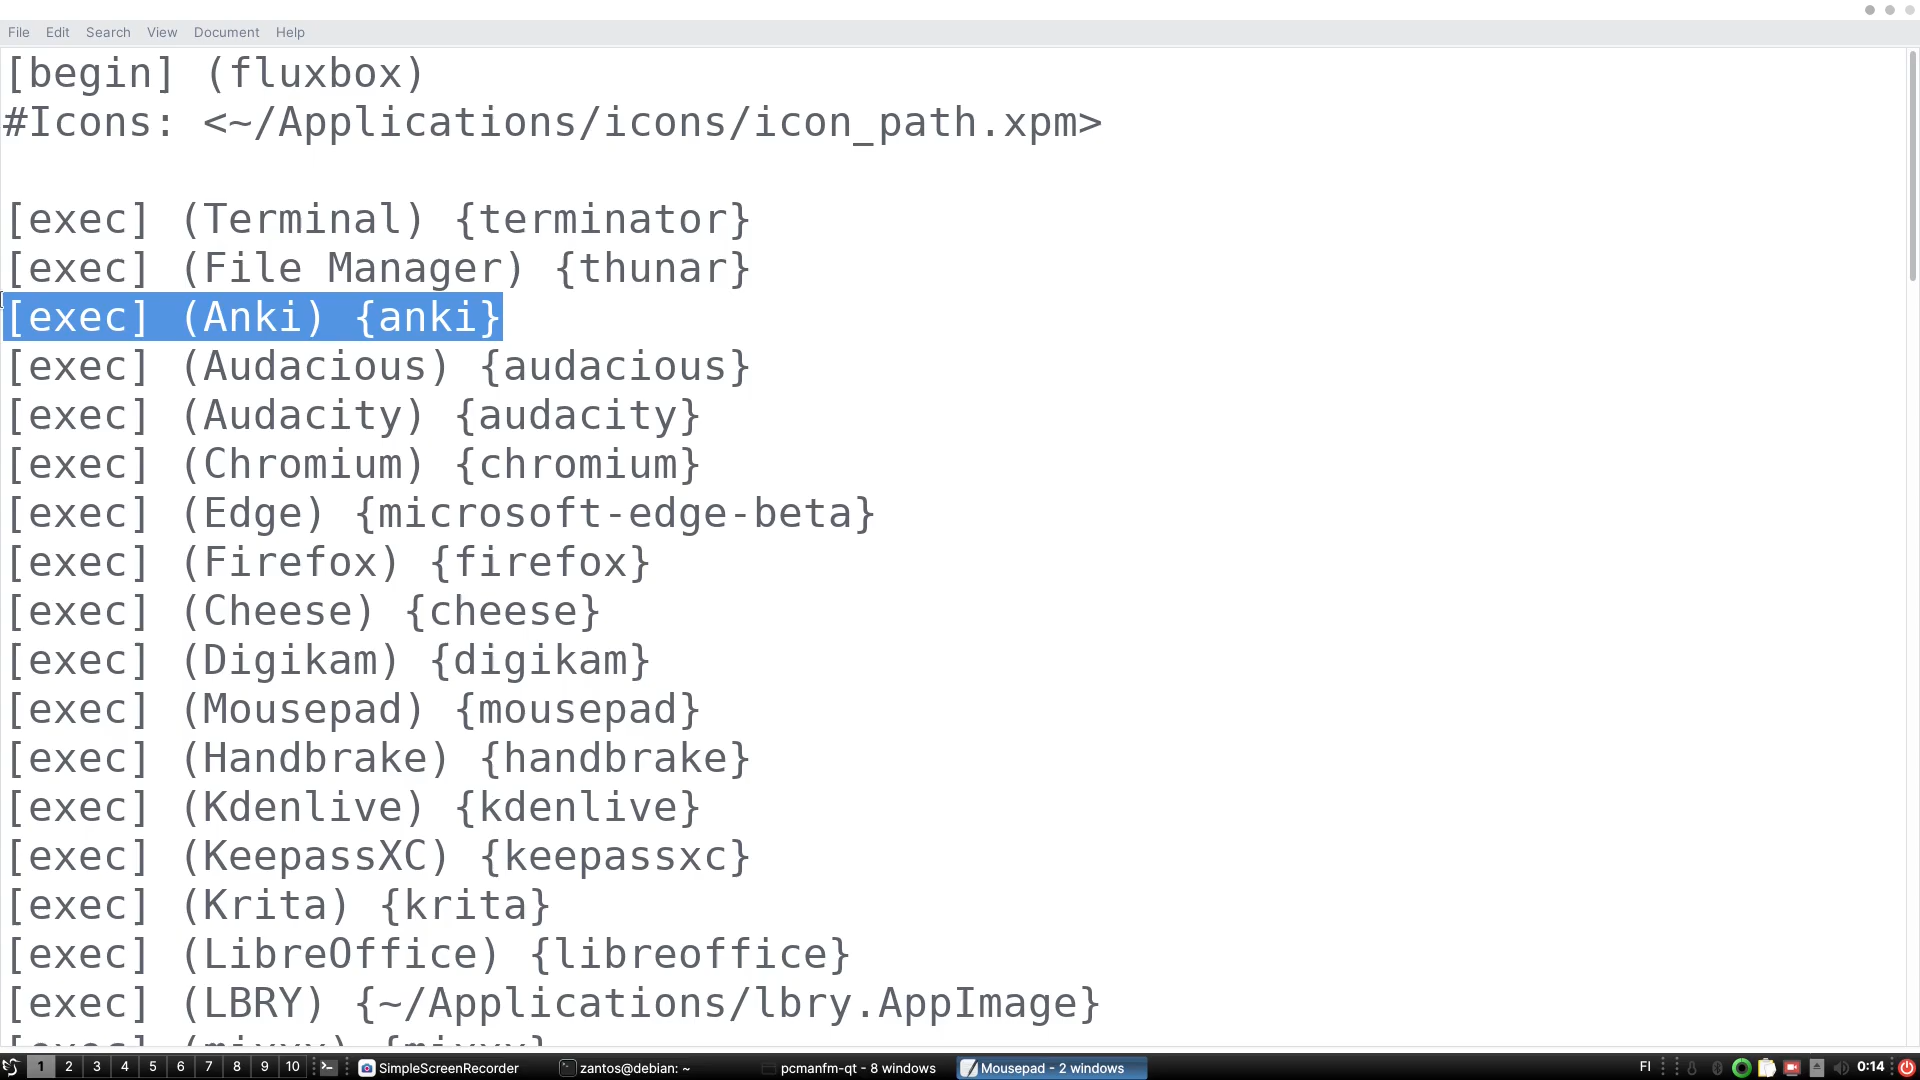 File Edit Search View Document Help
[begin] (fluxbox)
#Icons: <~/Applications/icons/icon_path.xpm>
[exec] (Terminal) {terminator}
[exec] (File Manager) {thunar}
[exec] (Anki) {anki}
[exec] (Audacious) {audacious}
[exec] (Audacity) {audacity}
[exec] (Chromium) {chromium}
[exec] (Edge) {microsoft-edge-beta}
[exec] (Firefox) {firefox}
[exec] (Cheese) {cheese}
[exec] (Digikam) {digikam}
[exec] (Mousepad) {mousepad}
[exec] (Handbrake) {handbrake}
[exec] (Kdenlive) {kdenlive}
[exec] (KeepassXC) {keepassxc}
[exec] (Krita) {krita}
[exec] (LibreOffice) {libreoffice}
[exec] (LBRY) {~/Applications/lbry.AppImage}
[exec] (mixxx) {mixxx}
1 2 3 4 5 6 7 8 9 10 SimpleScreenRecorder zantos@debian: ~ pcmanfm-qt - 8 windows Mousepad - 2 windows FI 0:14